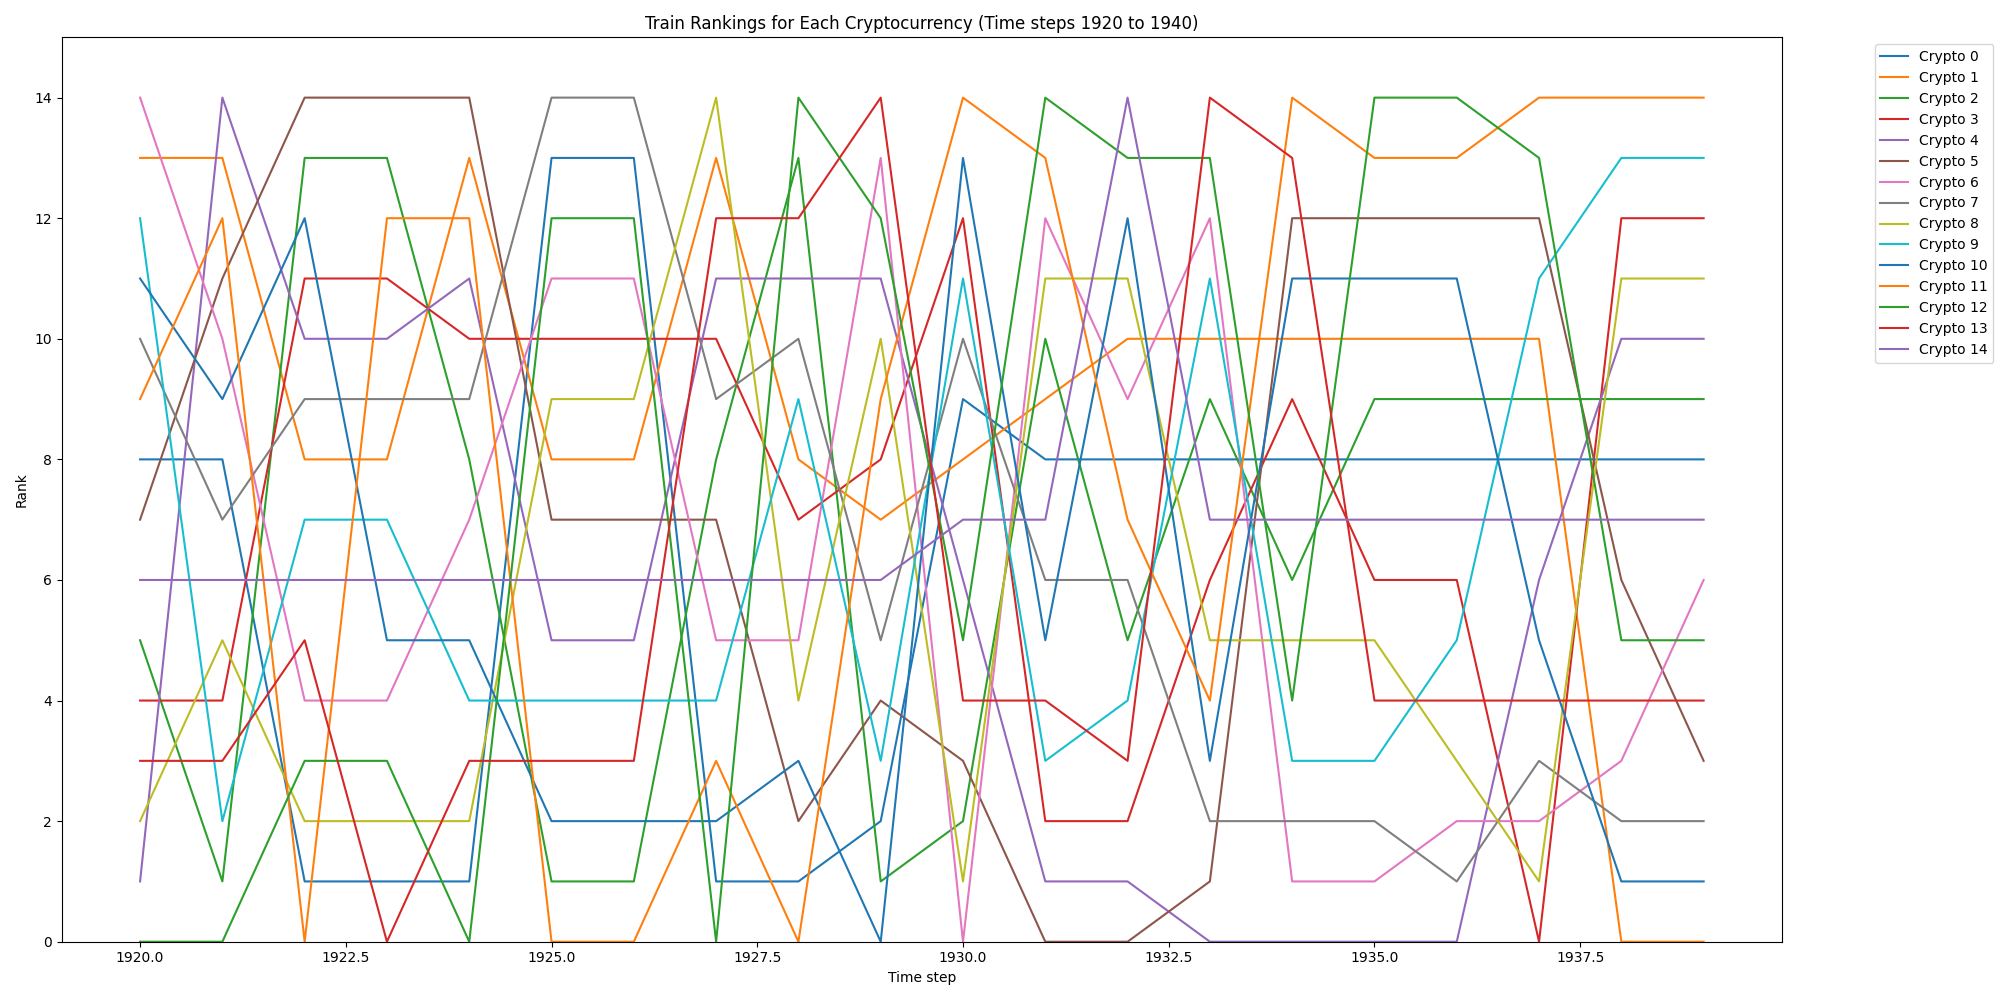 Train Rankings for Each Cryptocurrency (Time steps 1920 to 1940)
Rank
14
12
10
8
6
4
2
0
1920.0 1922.5 1925.0 1927.5 1930.0 1932.5 1935.0 1937.5
Time step
Crypto 0
Crypto 1
Crypto 2
Crypto 3
Crypto 4
Crypto 5
Crypto 6
Crypto 7
Crypto 8
Crypto 9
Crypto 10
Crypto 11
Crypto 12
Crypto 13
Crypto 14